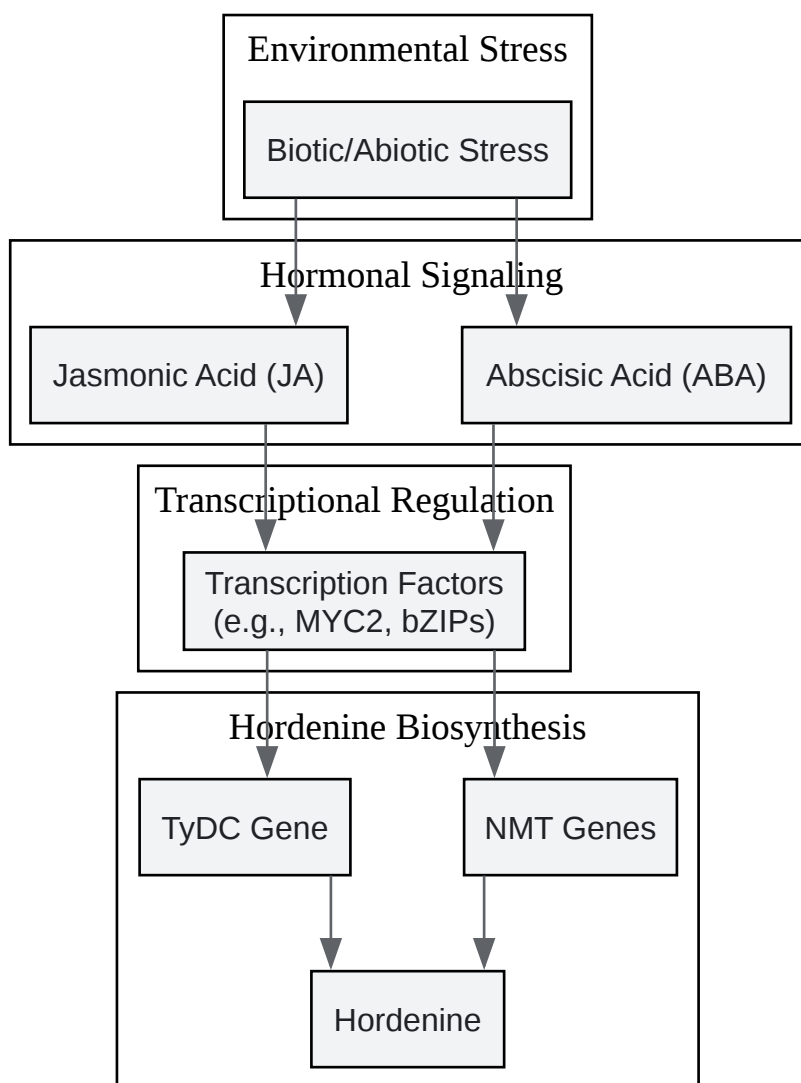 Environmental Stress
Biotic/Abiotic Stress
Hormonal Signaling
Jasmonic Acid (JA)
Abscisic Acid (ABA)
Transcriptional Regulation
Transcription Factors
(e.g., MYC2, bZIPs)
Hordenine Biosynthesis
TyDC Gene
NMT Genes
Hordenine